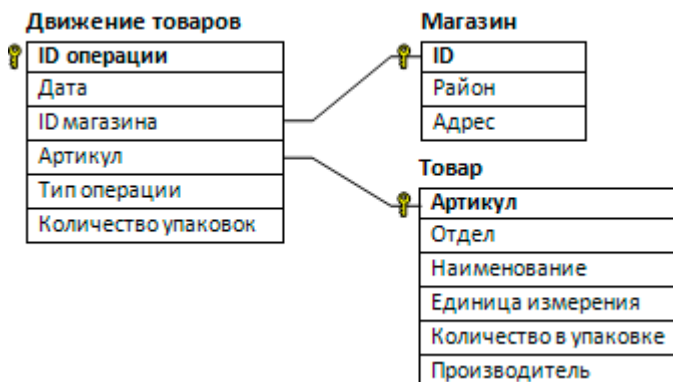 Движение товаров
ID операции
Дата
ID магазина
Артикул
Тип операции
Количество упаковок
Магазин
ID
Район
Адрес
Товар
Артикул
Отдел
Наименование
Единица измерения
Количество в упаковке
Производитель